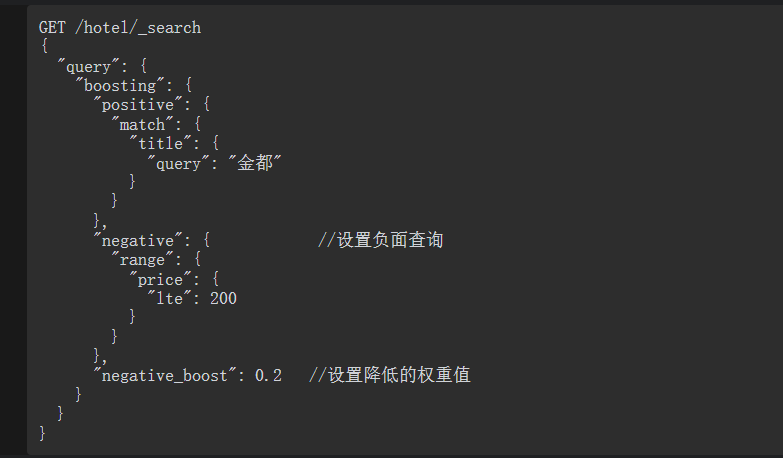 GET /hotel/_search
{
  "query": {
    "boosting": {
      "positive": {
        "match": {
          "title": {
            "query": "金都"
          }
        }
      },
      "negative": {            //设置负面查询
        "range": {
          "price": {
            "lte": 200
          }
        }
      },
      "negative_boost": 0.2   //设置降低的权重值
    }
  }
}